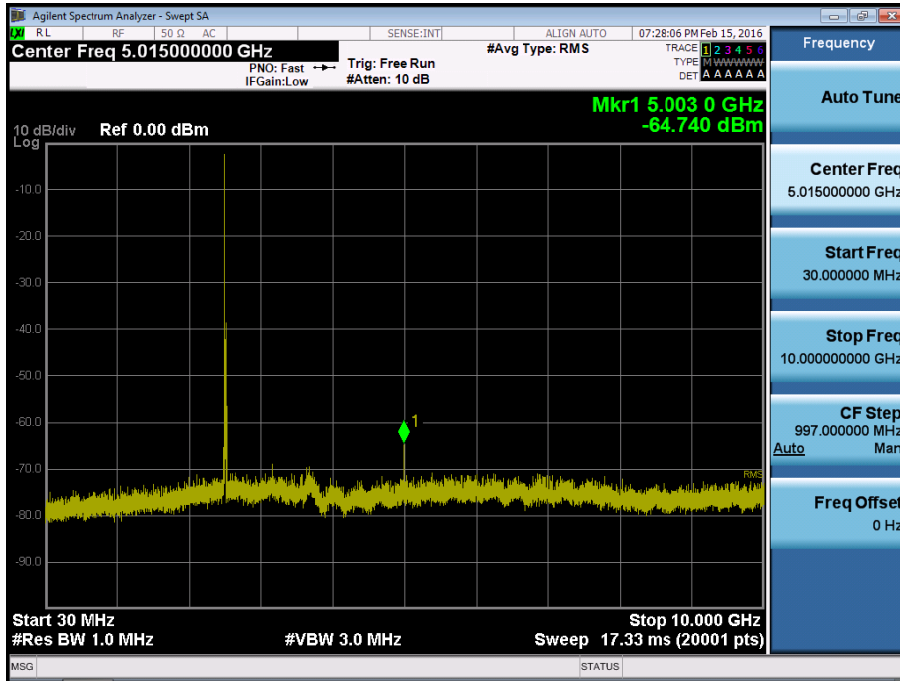 Agilent Spectrum Analyzer - Swept SA
LXI RL RF 50 Ω AC SENSE:INT ALIGN AUTO 07:28:06 PM Feb 15, 2016
Center Freq 5.015000000 GHz
PNO: Fast
IFGain:Low
Trig: Free Run
#Atten: 10 dB
#Avg Type: RMS
TRACE 1 2 3 4 5 6
TYPE M WWWWW
DET A A A A A A
Mkr1 5.003 0 GHz
-64.740 dBm
10 dB/div Ref 0.00 dBm
Log
-10.0
-20.0
-30.0
-40.0
-50.0
-60.0
-70.0
-80.0
-90.0
1
RMS
Start 30 MHz Stop 10.000 GHz
#Res BW 1.0 MHz #VBW 3.0 MHz Sweep 17.33 ms (20001 pts)
MSG STATUS
Frequency
Auto Tune
Center Freq
5.015000000 GHz
Start Freq
30.000000 MHz
Stop Freq
10.000000000 GHz
CF Step
997.000000 MHz
Auto Man
Freq Offset
0 Hz